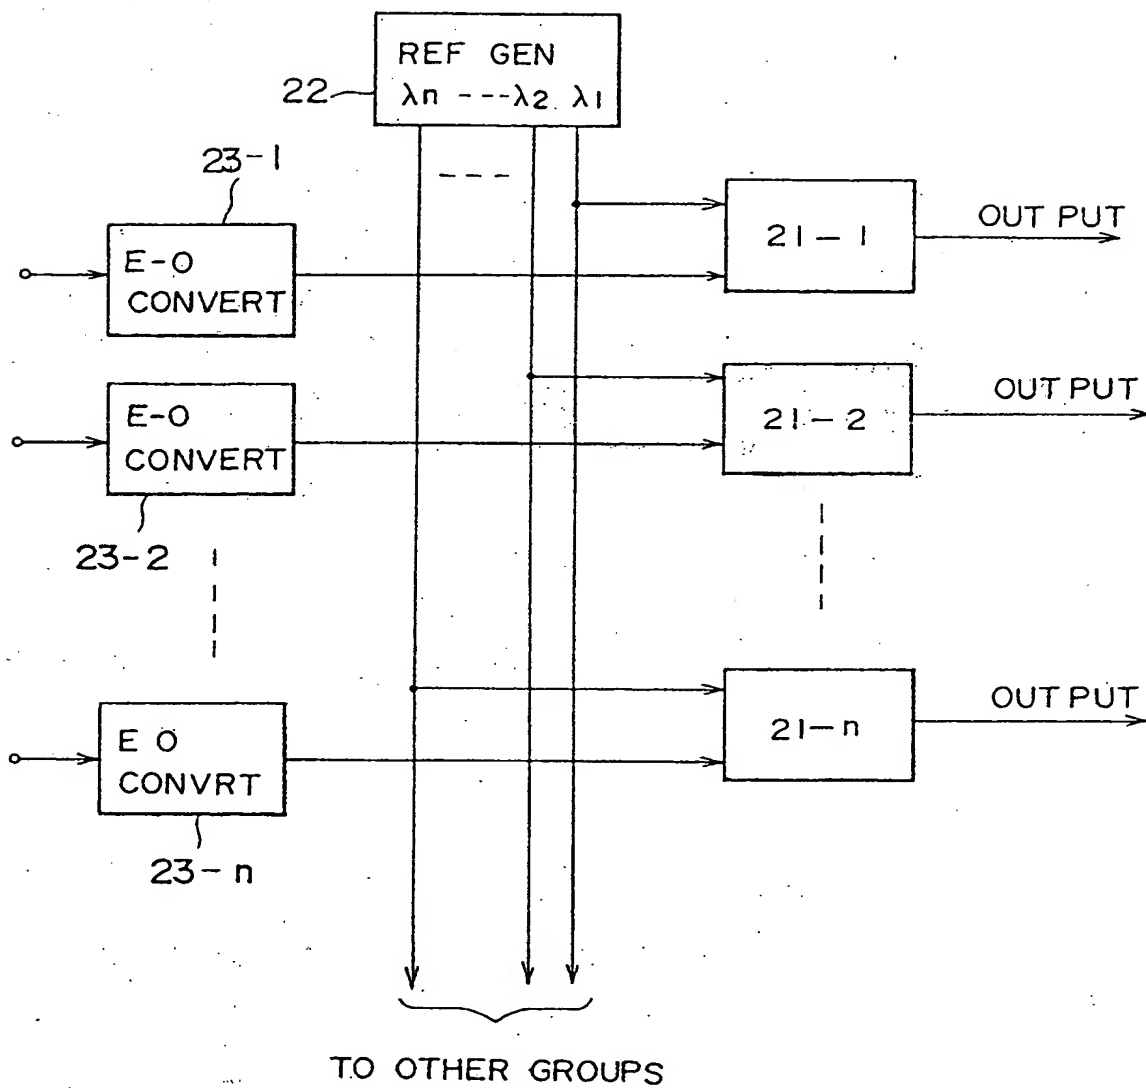 REF GEN
λn ---λ2 λ1
22
23-1
E-O
CONVERT
21-1
OUT PUT
E-O
CONVERT
23-2
21-2
OUT PUT
E O
CONVRT
23-n
21-n
OUT PUT
TO OTHER GROUPS